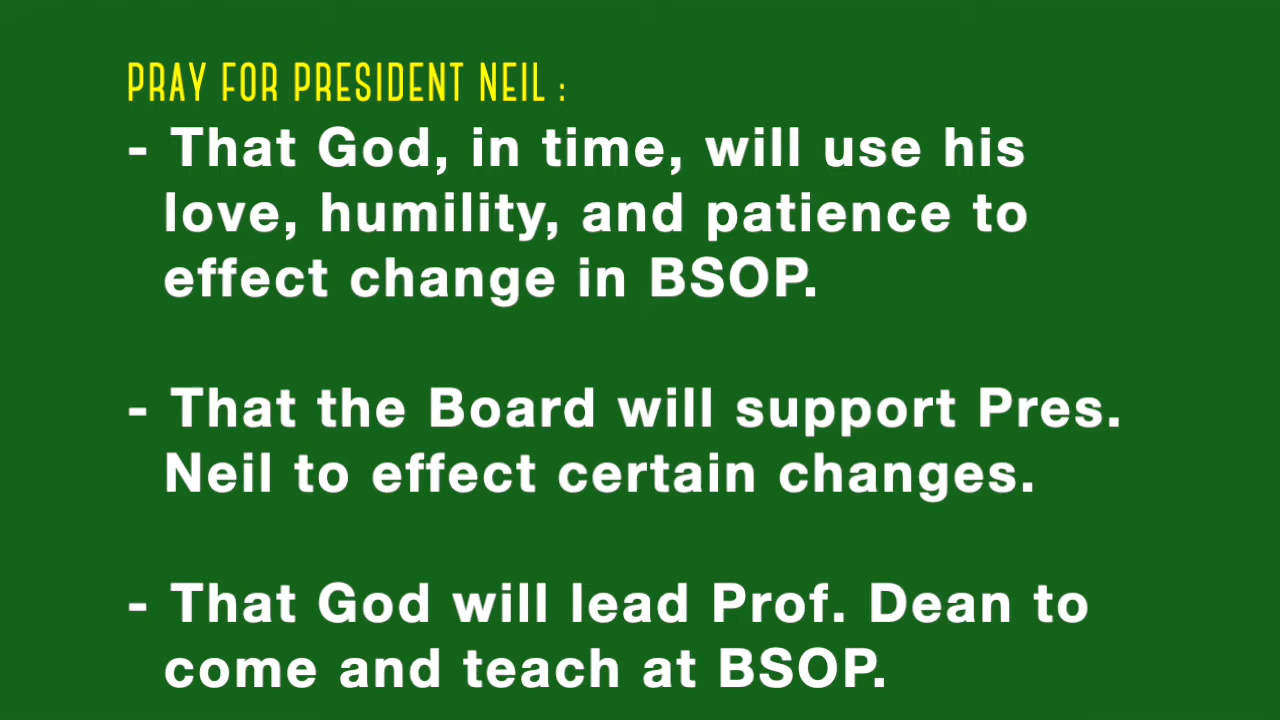 PRAY FOR PRESIDENT NEIL :
- That God, in time, will use his
love, humility, and patience to
effect change in BSOP.
- That the Board will support Pres.
Neil to effect certain changes.
- That God will lead Prof. Dean to
come and teach at BSOP.